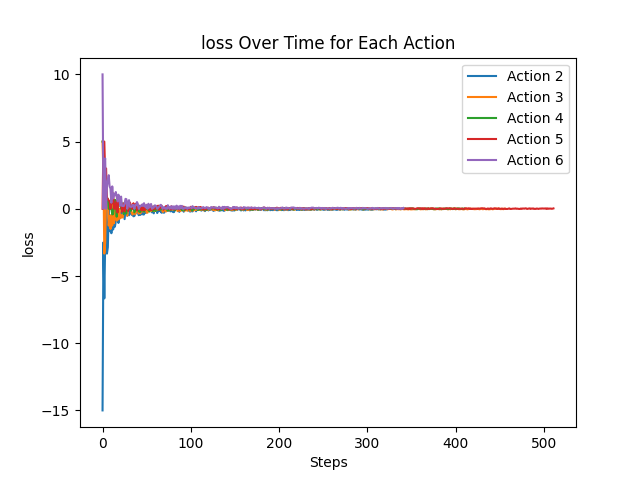 loss Over Time for Each Action
10
5
0
−5
−10
−15
loss
0 100 200 300 400 500
Steps
Action 2
Action 3
Action 4
Action 5
Action 6